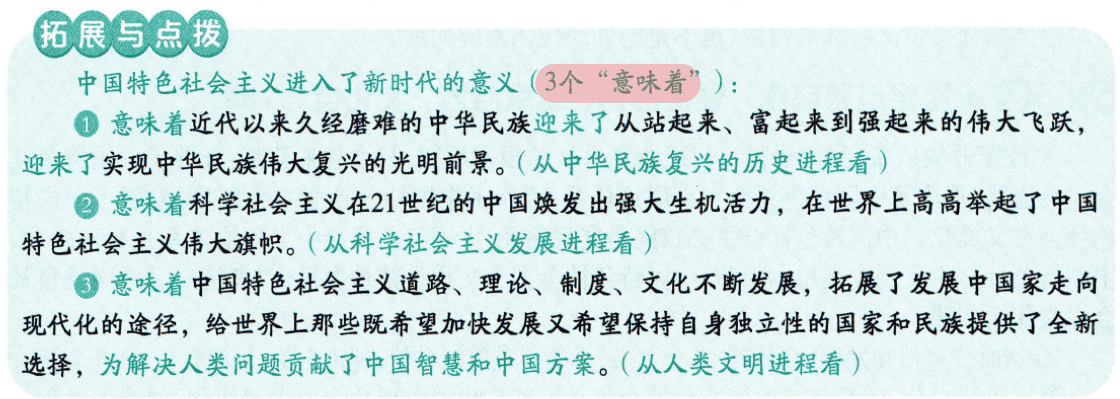 拓展与点拨
中国特色社会主义进入了新时代的意义（3个“意味着”）：
❶ 意味着近代以来久经磨难的中华民族迎来了从站起来、富起来到强起来的伟大飞跃，
迎来了实现中华民族伟大复兴的光明前景。（从中华民族复兴的历史进程看）
❷ 意味着科学社会主义在21世纪的中国焕发出强大生机活力，在世界上高高举起了中国
特色社会主义伟大旗帜。（从科学社会主义发展进程看）
❸ 意味着中国特色社会主义道路、理论、制度、文化不断发展，拓展了发展中国家走向
现代化的途径，给世界上那些既希望加快发展又希望保持自身独立性的国家和民族提供了全新
选择，为解决人类问题贡献了中国智慧和中国方案。（从人类文明进程看）